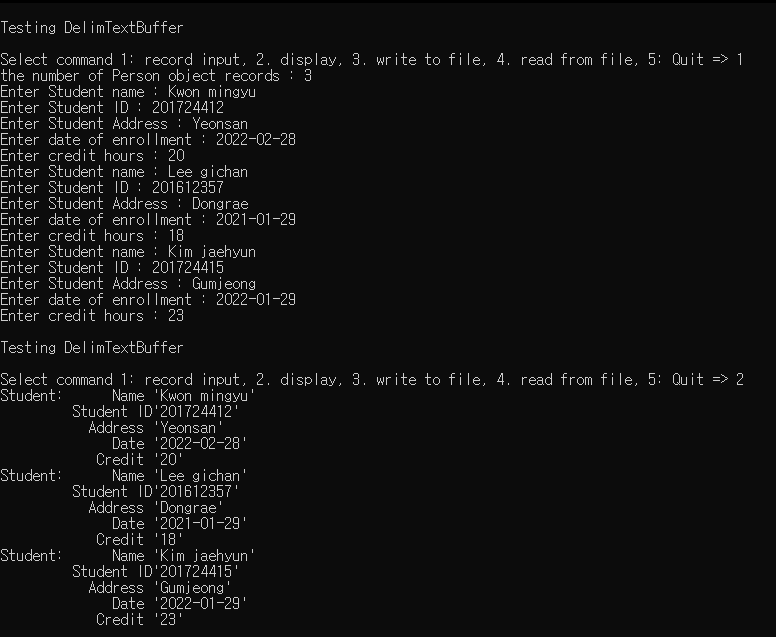 Testing DelimTextBuffer
Select command 1: record input, 2. display, 3. write to file, 4. read from file, 5: Quit => 1
the number of Person object records : 3
Enter Student name : Kwon mingyu
Enter Student ID : 201724412
Enter Student Address : Yeonsan
Enter date of enrollment : 2022-02-28
Enter credit hours : 20
Enter Student name : Lee gichan
Enter Student ID : 201612357
Enter Student Address : Dongrae
Enter date of enrollment : 2021-01-29
Enter credit hours : 18
Enter Student name : Kim jaehyun
Enter Student ID : 201724415
Enter Student Address : Gumjeong
Enter date of enrollment : 2022-01-29
Enter credit hours : 23
Testing DelimTextBuffer
Select command 1: record input, 2. display, 3. write to file, 4. read from file, 5: Quit => 2
Student:      Name 'Kwon mingyu'
         Student ID'201724412'
           Address 'Yeonsan'
              Date '2022-02-28'
            Credit '20'
Student:      Name 'Lee gichan'
         Student ID'201612357'
           Address 'Dongrae'
              Date '2021-01-29'
            Credit '18'
Student:      Name 'Kim jaehyun'
         Student ID'201724415'
           Address 'Gumjeong'
              Date '2022-01-29'
            Credit '23'